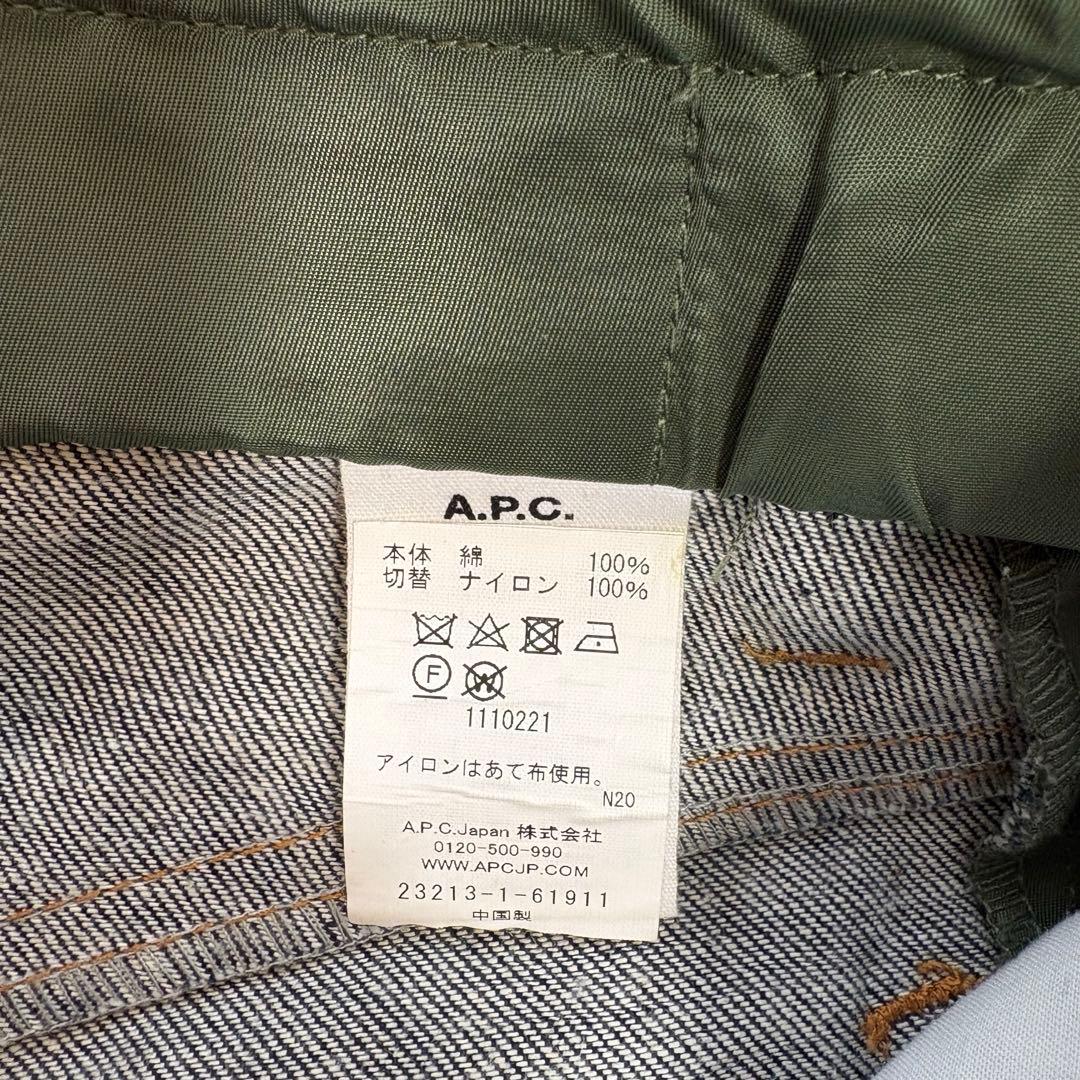 A.P.C.
本体 綿 100%
切替 ナイロン 100%
F W
1110221
アイロンはあて布使用。
N20
A.P.C.Japan 株式会社
0120-500-990
WWW.APCJP.COM
23213-1-61911
中国製